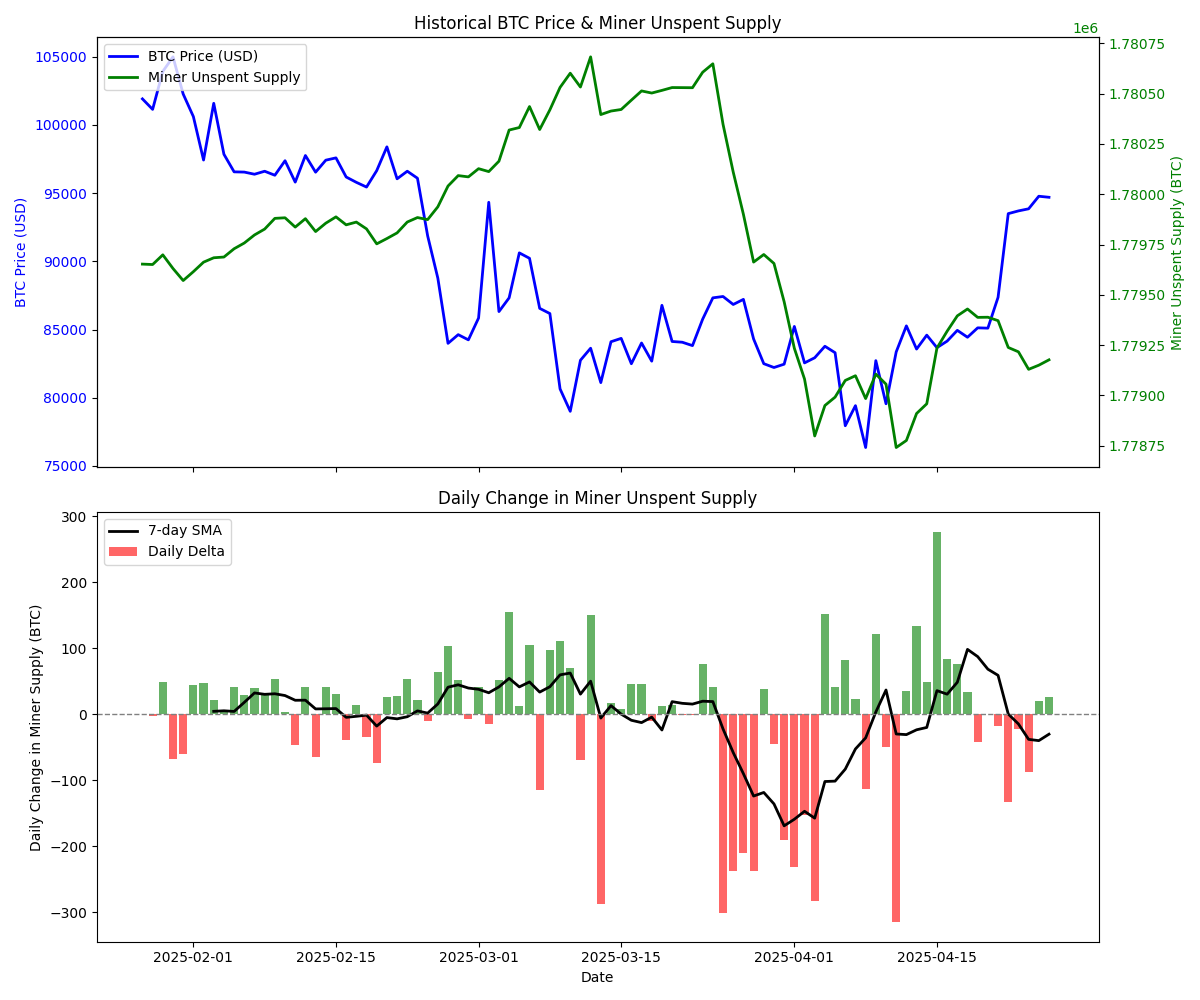 Historical BTC Price & Miner Unspent Supply
1e6
BTC Price (USD)
Miner Unspent Supply
105000
100000
95000
90000
85000
80000
75000
BTC Price (USD)
1.78075
1.78050
1.78025
1.78000
1.77975
1.77950
1.77925
1.77900
1.77875
Miner Unspent Supply (BTC)
Daily Change in Miner Unspent Supply
7-day SMA
Daily Delta
300
200
100
0
−100
−200
−300
Daily Change in Miner Supply (BTC)
2025-02-01 2025-02-15 2025-03-01 2025-03-15 2025-04-01 2025-04-15
Date